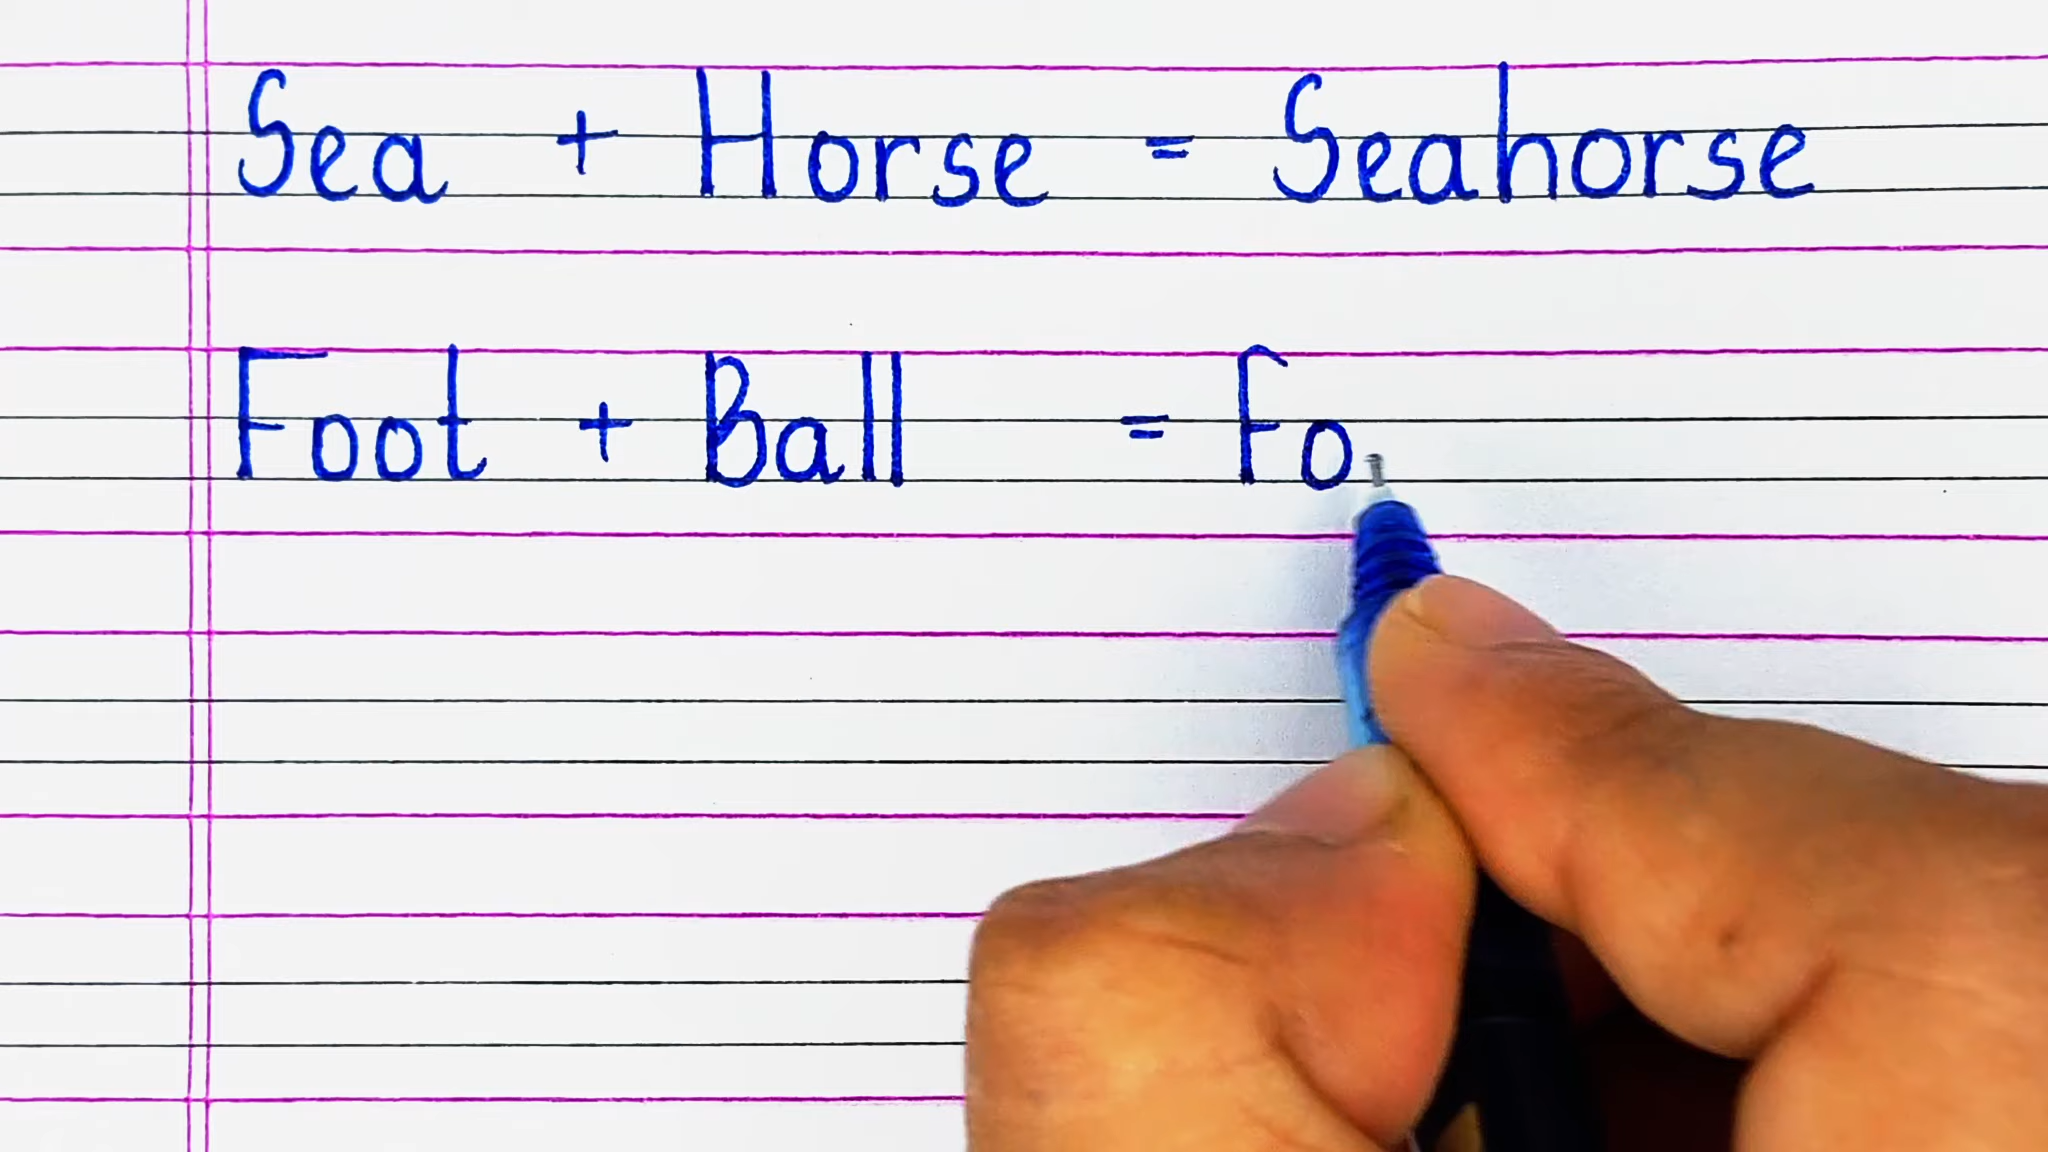 Sea + Horse = Seahorse
Foot + Ball = Fo